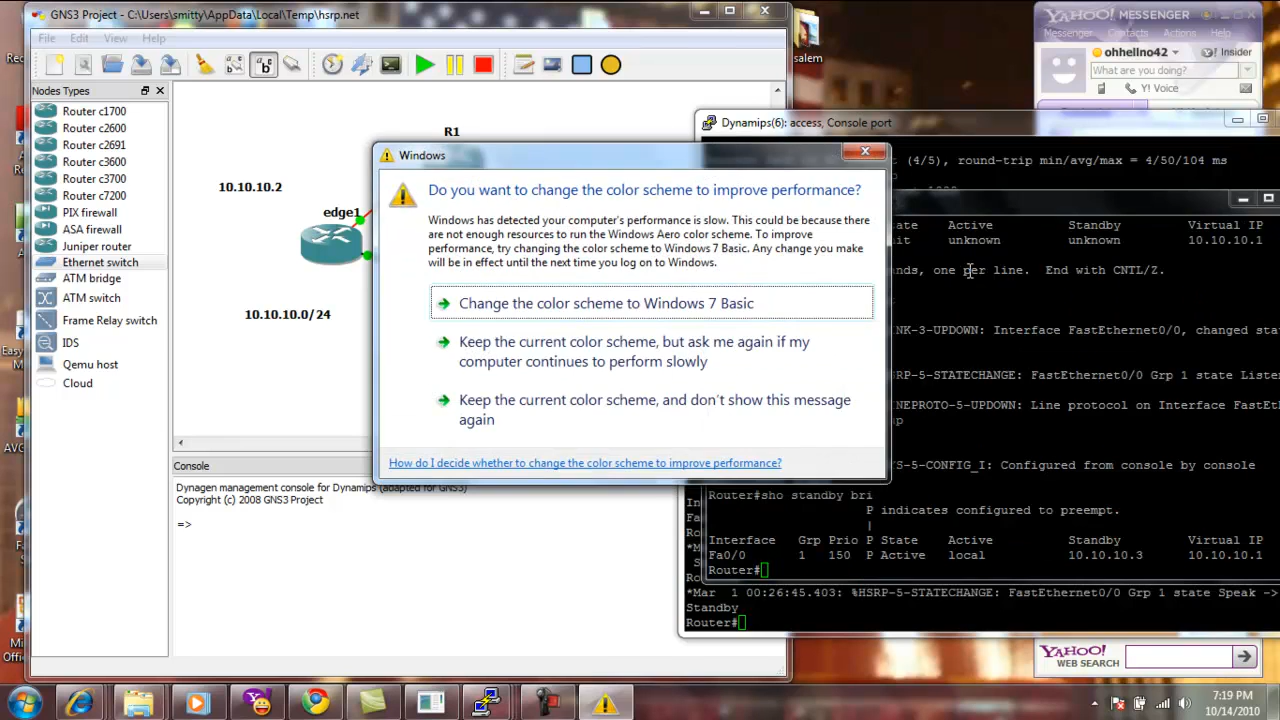 GNS3 Project - C:\Users\smitty\AppData\Local\Temp\hsrp.net
File Edit View Help
Nodes Types
Router c1700
Router c2600
Router c2691
Router c3600
Router c3700
Router c7200
PIX firewall
ASA firewall
Juniper router
Ethernet switch
ATM bridge
ATM switch
Frame Relay switch
IDS
Qemu host
Cloud
R1
10.10.10.2
edge1
10.10.10.0/24
Console
Dynagen management console for Dynamips (adapted for GNS3)
Copyright (c) 2008 GNS3 Project
=>
Windows
Do you want to change the color scheme to improve performance?
Windows has detected your computer's performance is slow. This could be because there
are not enough resources to run the Windows Aero color scheme. To improve
performance, try changing the color scheme to Windows 7 Basic. Any change you make
will be in effect until the next time you log on to Windows.
Change the color scheme to Windows 7 Basic
Keep the current color scheme, but ask me again if my
computer continues to perform slowly
Keep the current color scheme, and don't show this message
again
How do I decide whether to change the color scheme to improve performance?
salem
YAHOO! MESSENGER
Messenger Contacts Actions Help
ohhellno42 Y! Insider
What are you doing?
Y! Voice
Dynamips(6): access, Console port
(4/5), round-trip min/avg/max = 4/50/104 ms
Active Standby Virtual IP
unknown unknown 10.10.10.1
ands, one per line. End with CNTL/Z.
NK-3-UPDOWN: Interface FastEthernet0/0, changed stat
SRP-5-STATECHANGE: FastEthernet0/0 Grp 1 state Listen
NEPROTO-5-UPDOWN: Line protocol on Interface FastEt
S-5-CONFIG_I: Configured from console by console
Router#sho standby bri
P indicates configured to preempt.
|
Interface Grp Prio P State Active Standby Virtual IP
Fa0/0 1 150 P Active local 10.10.10.3 10.10.10.1
Router#
*Mar 1 00:26:45.403: %HSRP-5-STATECHANGE: FastEthernet0/0 Grp 1 state Speak ->
Standby
Router#
YAHOO!
WEB SEARCH
7:19 PM
10/14/2010